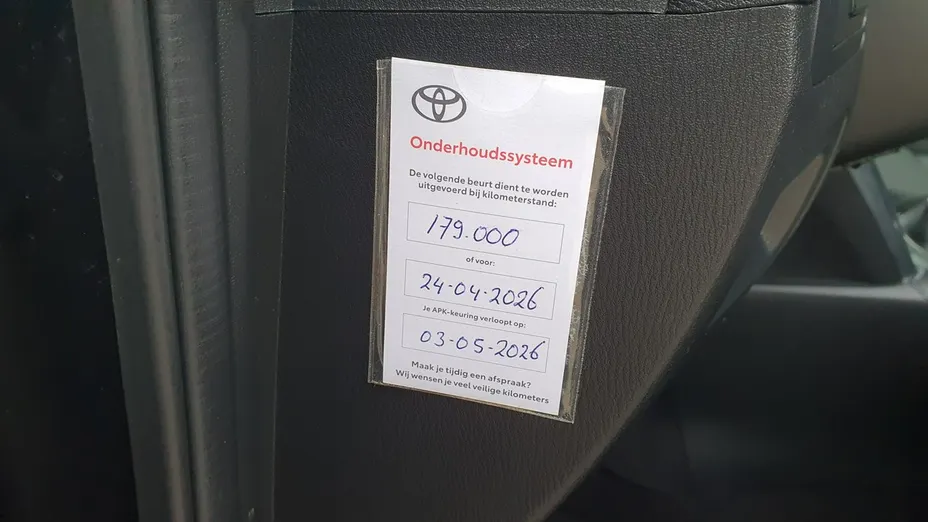 Onderhoudssysteem
De volgende beurt dient te worden
uitgevoerd bij kilometerstand:
179.000
of voor:
24-04-2026
Je APK-keuring verloopt op:
03-05-2026
Maak je tijdig een afspraak?
Wij wensen je veel veilige kilometers